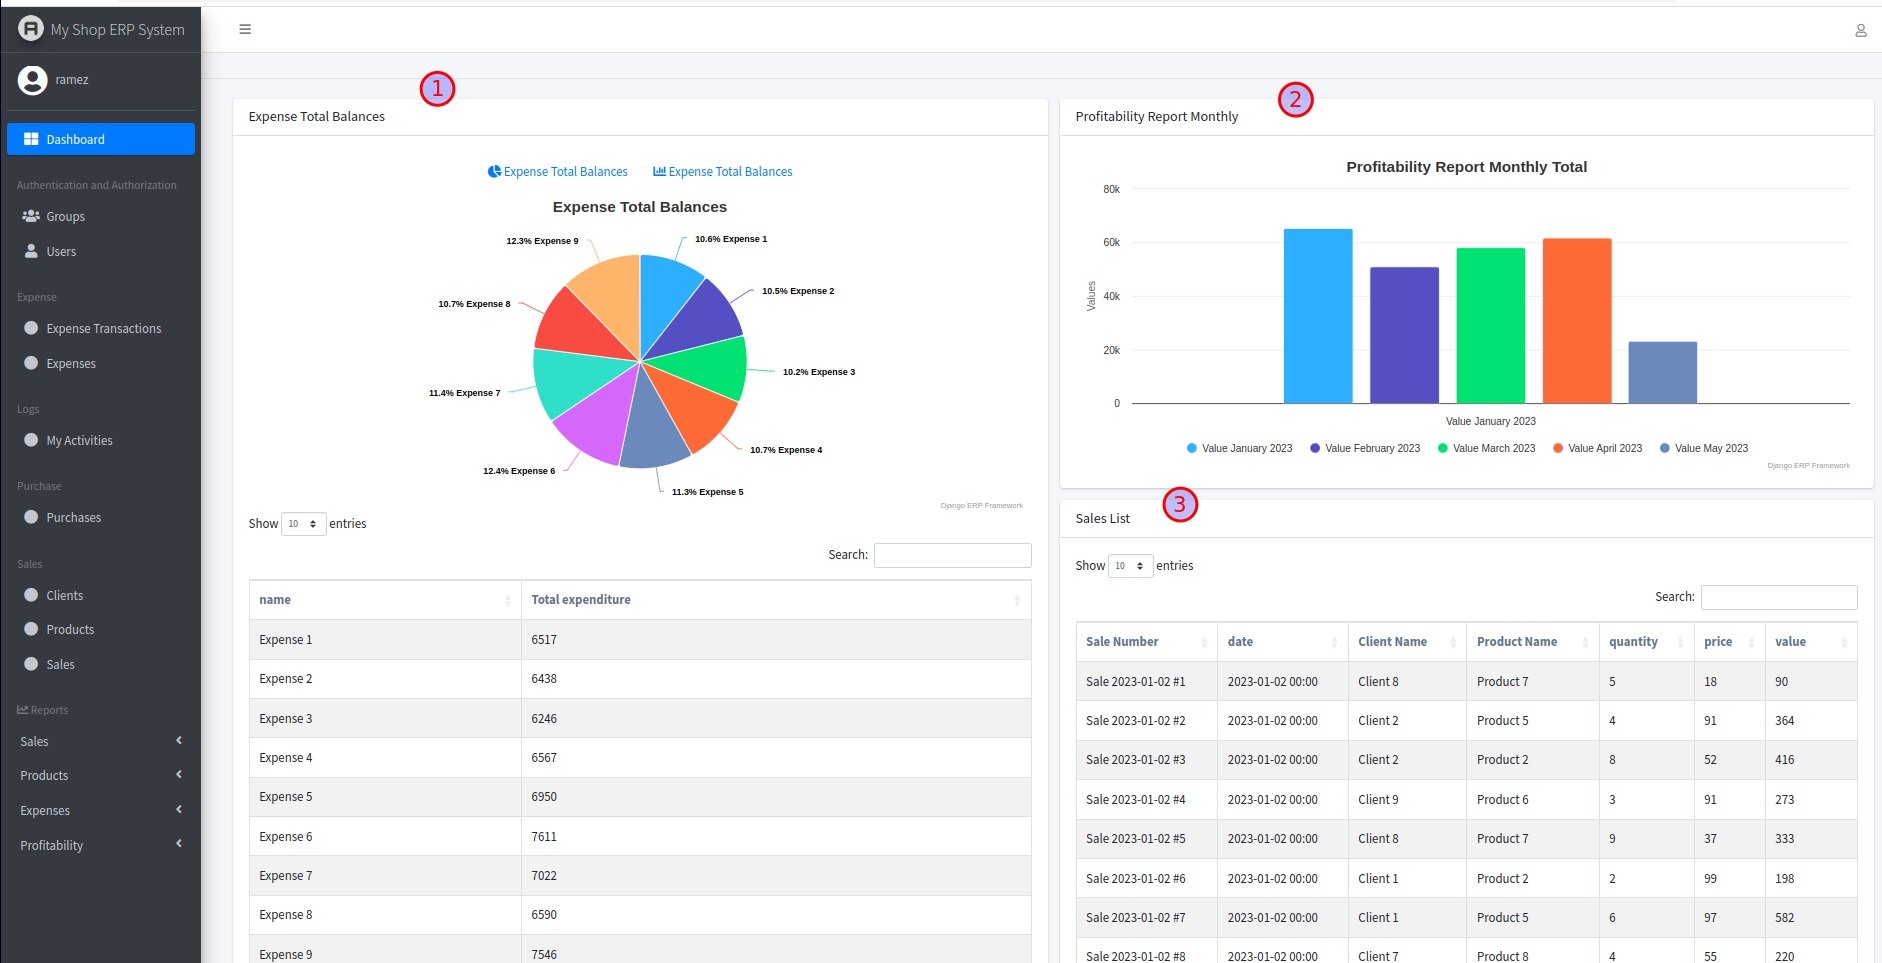 My Shop ERP System
ramez
Dashboard
Authentication and Authorization
Groups
Users
Expense
Expense Transactions
Expenses
Logs
My Activities
Purchase
Purchases
Sales
Clients
Products
Sales
Reports
Sales
Products
Expenses
Profitability
1
Expense Total Balances
Expense Total Balances Expense Total Balances
Expense Total Balances
12.3% Expense 9
10.6% Expense 1
10.5% Expense 2
10.7% Expense 8
10.2% Expense 3
11.4% Expense 7
10.7% Expense 4
12.4% Expense 6
11.3% Expense 5
Django ERP Framework
Show 10 entries
Search:
name Total expenditure
Expense 1 6517
Expense 2 6438
Expense 3 6246
Expense 4 6567
Expense 5 6950
Expense 6 7611
Expense 7 7022
Expense 8 6590
Expense 9 7546
2
Profitability Report Monthly
Profitability Report Monthly Total
80k
60k
40k
20k
0
Values
Value January 2023
Value January 2023 Value February 2023 Value March 2023 Value April 2023 Value May 2023
Django ERP Framework
3
Sales List
Show 10 entries
Search:
Sale Number date Client Name Product Name quantity price value
Sale 2023-01-02 #1 2023-01-02 00:00 Client 8 Product 7 5 18 90
Sale 2023-01-02 #2 2023-01-02 00:00 Client 2 Product 5 4 91 364
Sale 2023-01-02 #3 2023-01-02 00:00 Client 2 Product 2 8 52 416
Sale 2023-01-02 #4 2023-01-02 00:00 Client 9 Product 6 3 91 273
Sale 2023-01-02 #5 2023-01-02 00:00 Client 8 Product 7 9 37 333
Sale 2023-01-02 #6 2023-01-02 00:00 Client 1 Product 2 2 99 198
Sale 2023-01-02 #7 2023-01-02 00:00 Client 1 Product 5 6 97 582
Sale 2023-01-02 #8 2023-01-02 00:00 Client 7 Product 8 4 55 220